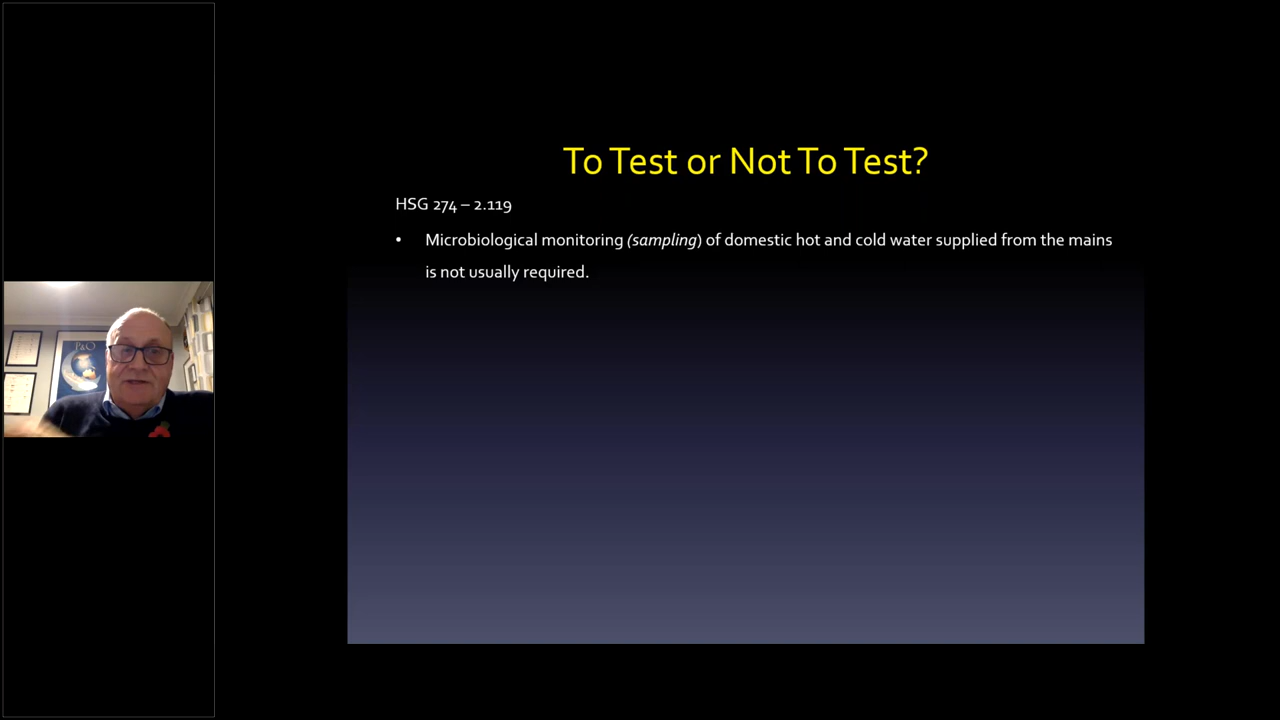 To Test or Not To Test?
HSG 274 – 2.119
• Microbiological monitoring (sampling) of domestic hot and cold water supplied from the mains
is not usually required.
P&O